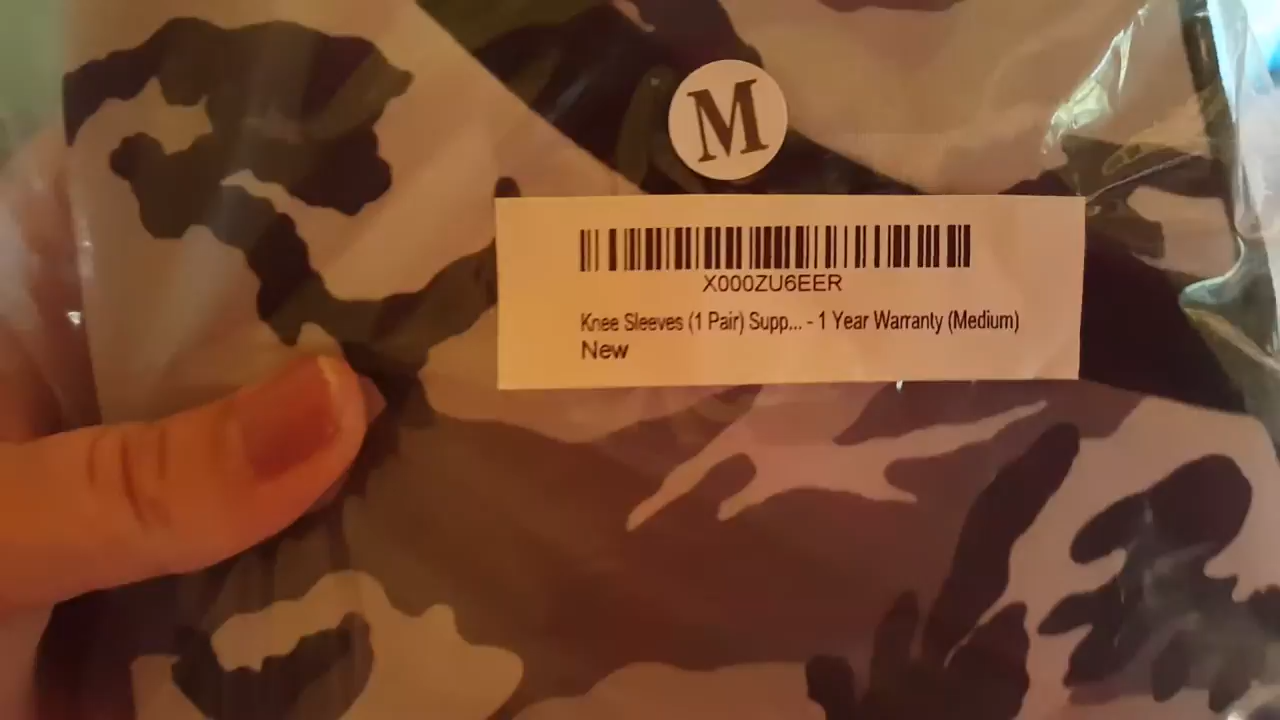 M
X000ZU6EER
Knee Sleeves (1 Pair) Supp... - 1 Year Warranty (Medium)
New